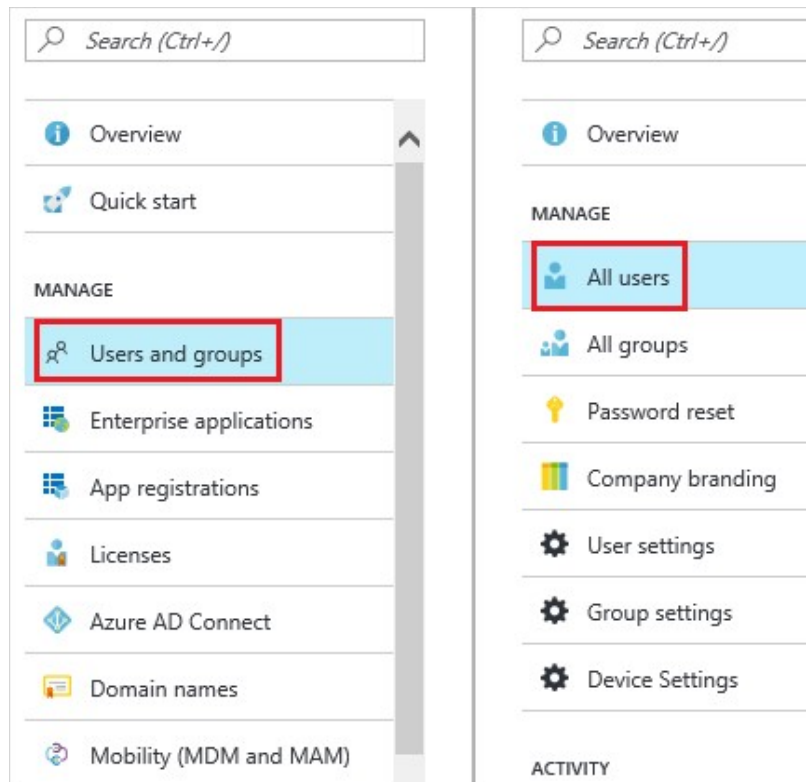 Search (Ctrl+/)
Overview
Quick start
MANAGE
Users and groups
Enterprise applications
App registrations
Licenses
Azure AD Connect
Domain names
Mobility (MDM and MAM)
Search (Ctrl+/)
Overview
MANAGE
All users
All groups
Password reset
Company branding
User settings
Group settings
Device Settings
ACTIVITY